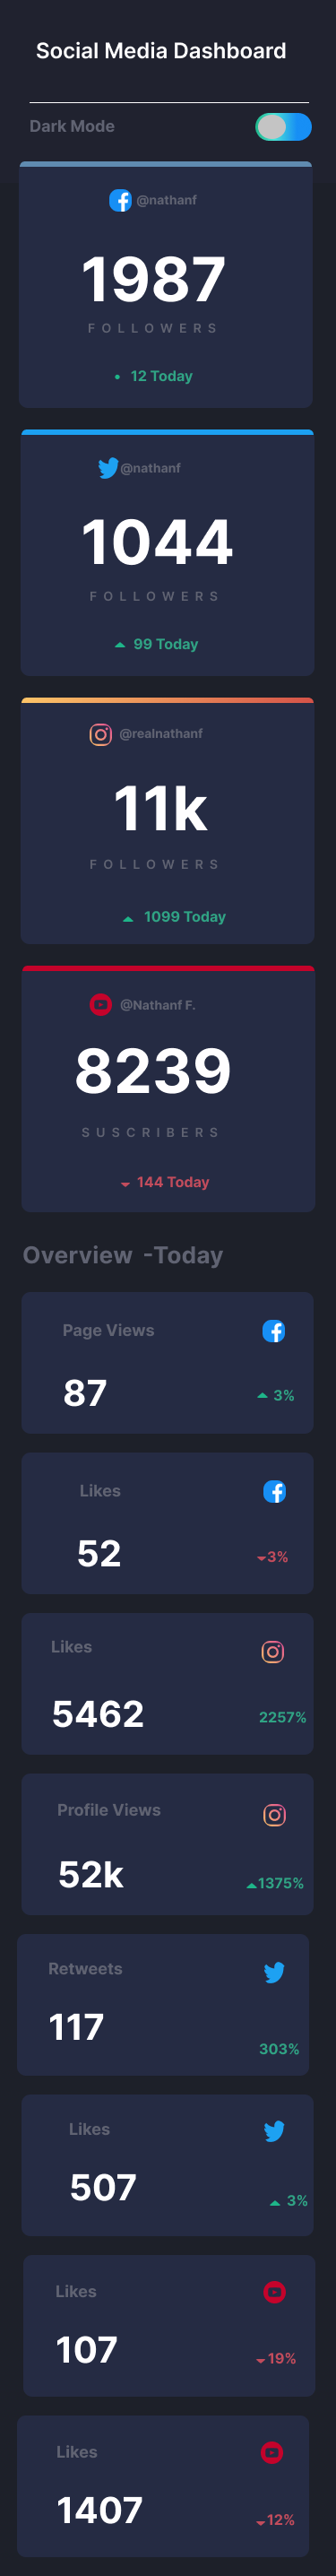 Social Media Dashboard
Dark Mode
@nathanf
1987
FOLLOWERS
• 12 Today
@nathanf
1044
FOLLOWERS
99 Today
@realnathanf
11k
FOLLOWERS
1099 Today
@Nathanf F.
8239
SUSCRIBERS
144 Today
Overview -Today
Page Views
87
3%
Likes
52
3%
Likes
5462
2257%
Profile Views
52k
1375%
Retweets
117
303%
Likes
507
3%
Likes
107
19%
Likes
1407
12%